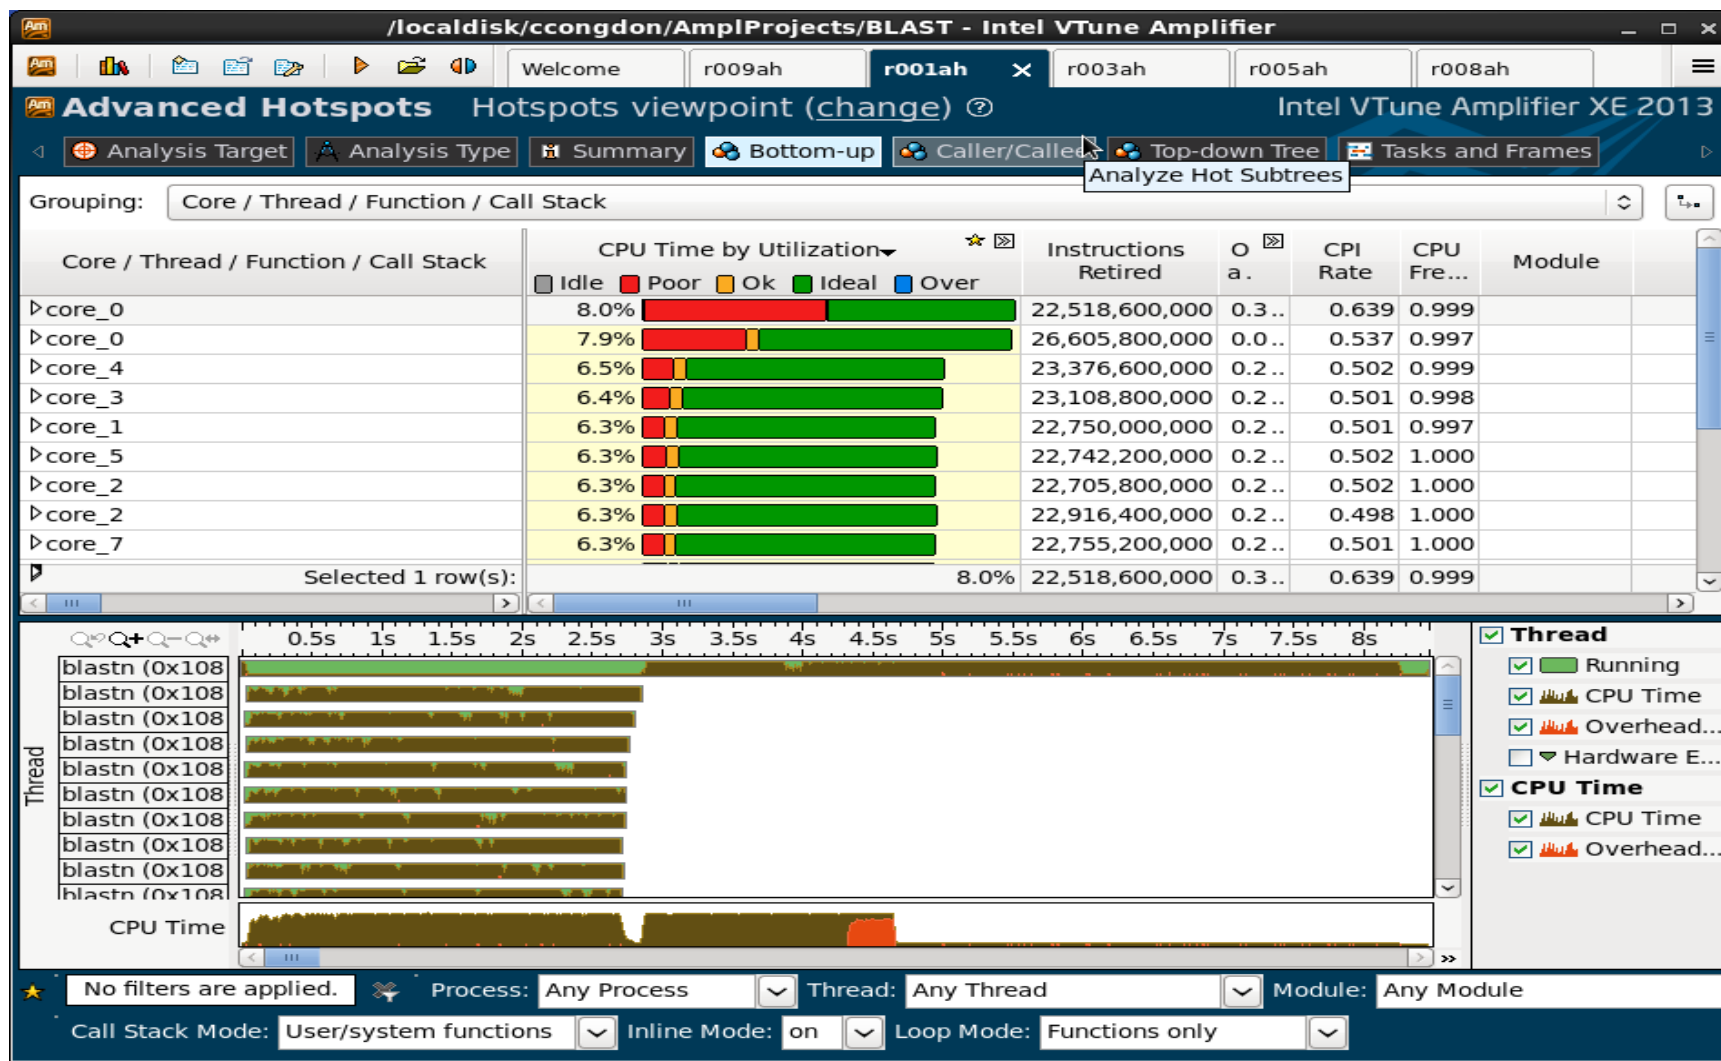 /localdisk/ccongdon/AmplProjects/BLAST - Intel VTune Amplifier
Welcome r009ah r001ah r003ah r005ah r008ah
Advanced Hotspots Hotspots viewpoint (change) Intel VTune Amplifier XE 2013
Analysis Target Analysis Type Summary Bottom-up Caller/Callee Top-down Tree Tasks and Frames
Analyze Hot Subtrees
Grouping: Core / Thread / Function / Call Stack
Core / Thread / Function / Call Stack CPU Time by Utilization Instructions Retired O a. CPI Rate CPU Fre... Module
Idle Poor Ok Ideal Over
core_0 8.0% 22,518,600,000 0.3.. 0.639 0.999
core_0 7.9% 26,605,800,000 0.0.. 0.537 0.997
core_4 6.5% 23,376,600,000 0.2.. 0.502 0.999
core_3 6.4% 23,108,800,000 0.2.. 0.501 0.998
core_1 6.3% 22,750,000,000 0.2.. 0.501 0.997
core_5 6.3% 22,742,200,000 0.2.. 0.502 1.000
core_2 6.3% 22,705,800,000 0.2.. 0.502 1.000
core_2 6.3% 22,916,400,000 0.2.. 0.498 1.000
core_7 6.3% 22,755,200,000 0.2.. 0.501 1.000
Selected 1 row(s): 8.0% 22,518,600,000 0.3.. 0.639 0.999
0.5s 1s 1.5s 2s 2.5s 3s 3.5s 4s 4.5s 5s 5.5s 6s 6.5s 7s 7.5s 8s
Thread
blastn (0x108
blastn (0x108
blastn (0x108
blastn (0x108
blastn (0x108
blastn (0x108
blastn (0x108
blastn (0x108
blastn (0x108
blastn (0x108
CPU Time
Thread
Running
CPU Time
Overhead...
Hardware E...
CPU Time
CPU Time
Overhead...
No filters are applied. Process: Any Process Thread: Any Thread Module: Any Module
Call Stack Mode: User/system functions Inline Mode: on Loop Mode: Functions only